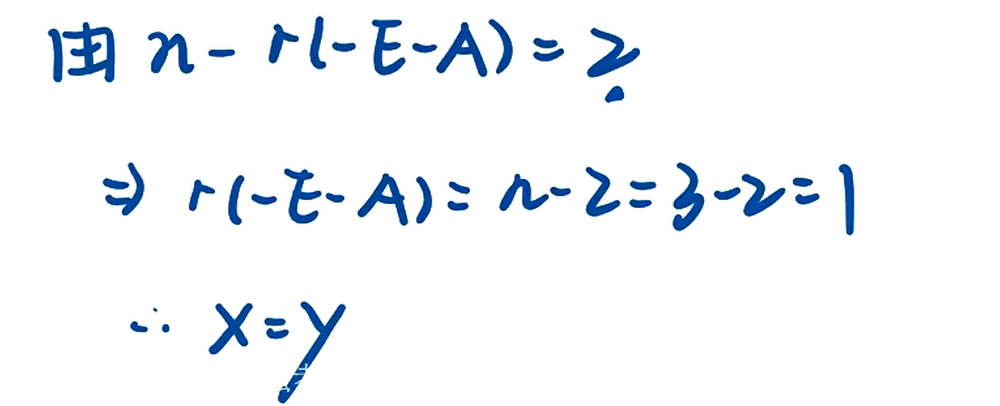 由 n - r(-E-A) = 2
⇒ r(-E-A) = n-2 = 3-2 = 1
∴ x = y